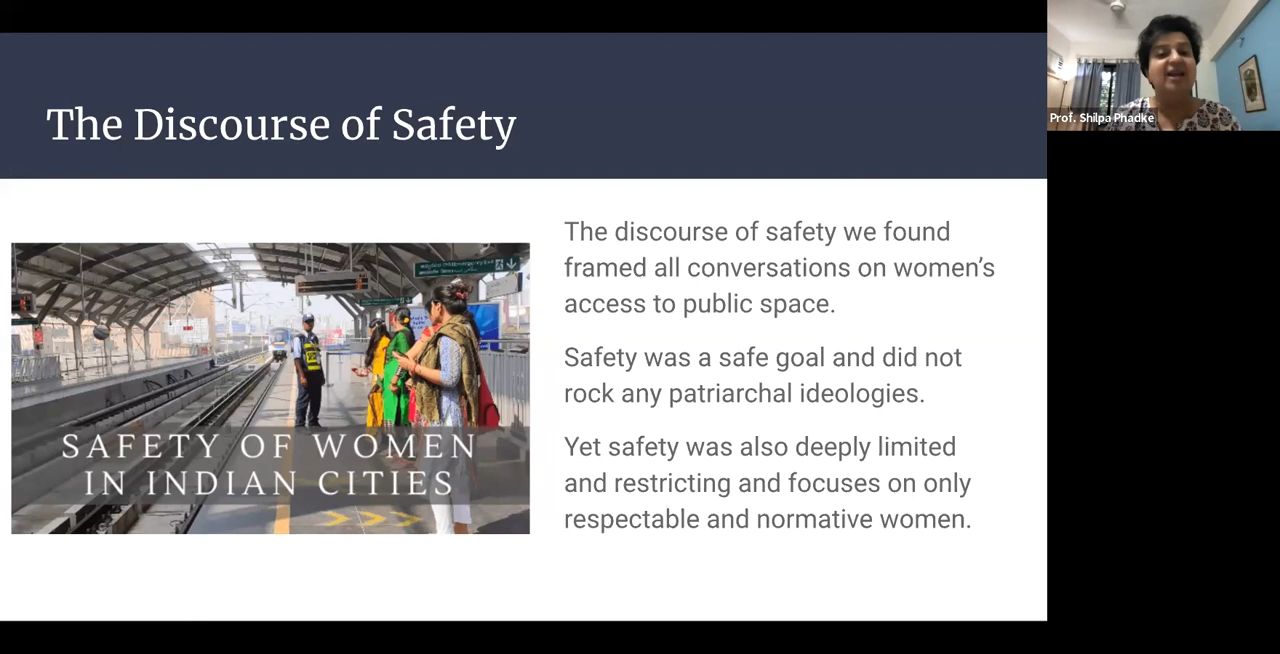 The Discourse of Safety
Prof. Shilpa Phadke
The discourse of safety we found
framed all conversations on women’s
access to public space.
Safety was a safe goal and did not
rock any patriarchal ideologies.
Yet safety was also deeply limited
and restricting and focuses on only
respectable and normative women.
SAFETY OF WOMEN
IN INDIAN CITIES